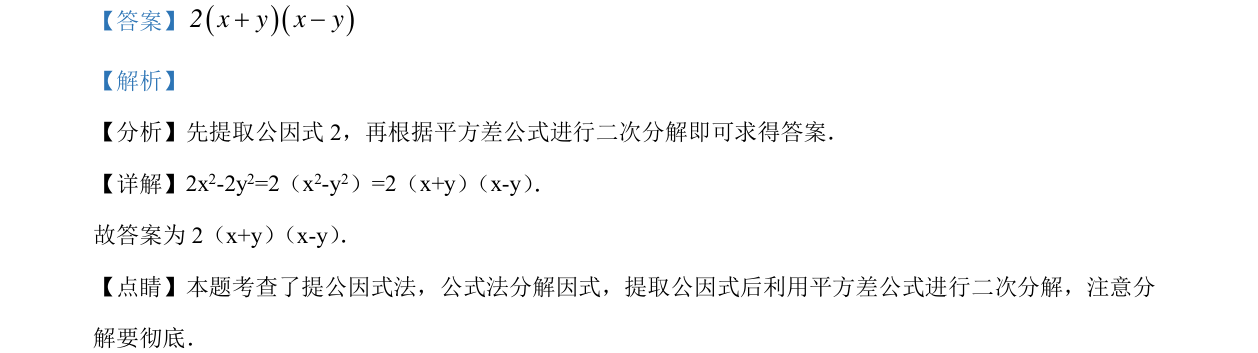 【答案】2(x+y)(x−y)
【解析】
【分析】先提取公因式 2，再根据平方差公式进行二次分解即可求得答案．
【详解】2x²-2y²=2（x²-y²）=2（x+y）（x-y）．
故答案为 2（x+y）（x-y）．
【点睛】本题考查了提公因式法，公式法分解因式，提取公因式后利用平方差公式进行二次分解，注意分
解要彻底．